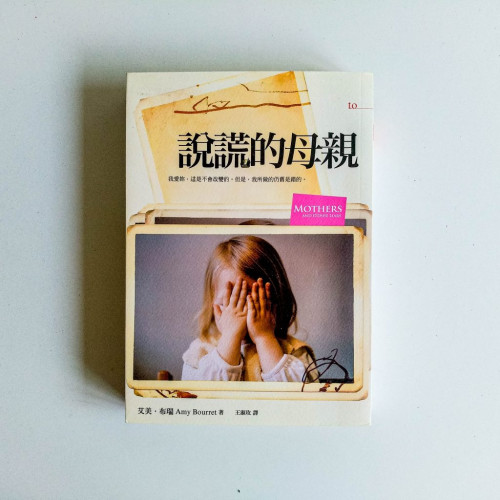 to
說謊的母親
我愛妳,這是不會改變的。但是,我所做的仍舊是錯的。
MOTHERS
AND OTHER LIARS
艾美・布瑞 Amy Bourret 著
王淑玫 譯